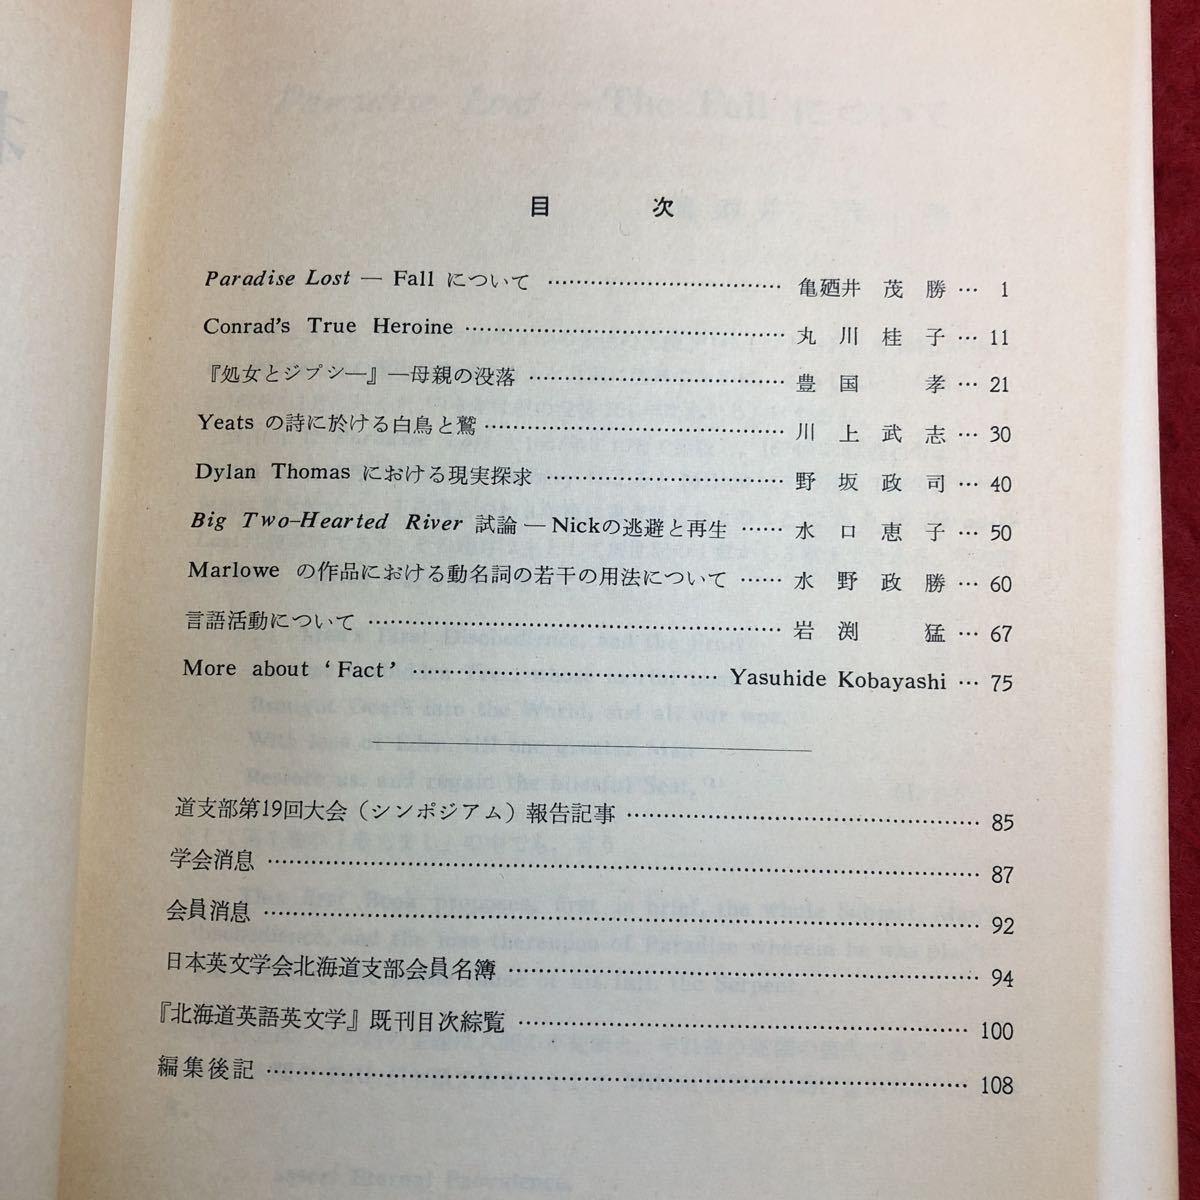 目　次
Paradise Lost — Fall について ……………………………… 亀廼井　茂　勝 … 1
Conrad's True Heroine ……………………………………… 丸　川　桂　子 … 11
『処女とジプシー』—母親の没落 ……………………………… 豊　国　　孝 … 21
Yeats の詩に於ける白鳥と鷲 ……………………………… 川　上　武　志 … 30
Dylan Thomas における現実探求 ……………………………… 野　坂　政　司 … 40
Big Two-Hearted River 試論 — Nickの逃避と再生 …… 水　口　恵　子 … 50
Marlowe の作品における動名詞の若干の用法について …… 水　野　政　勝 … 60
言語活動について ……………………………………………… 岩　渕　　猛 … 67
More about ‘Fact’ …………………………………… Yasuhide Kobayashi … 75
道支部第19回大会（シンポジアム）報告記事 ……………………………… 85
学会消息 ……………………………………………………………… 87
会員消息 ……………………………………………………………… 92
日本英文学会北海道支部会員名簿 ……………………………………… 94
『北海道英語英文学』既刊目次綜覧 ……………………………………… 100
編集後記 ……………………………………………………………… 108